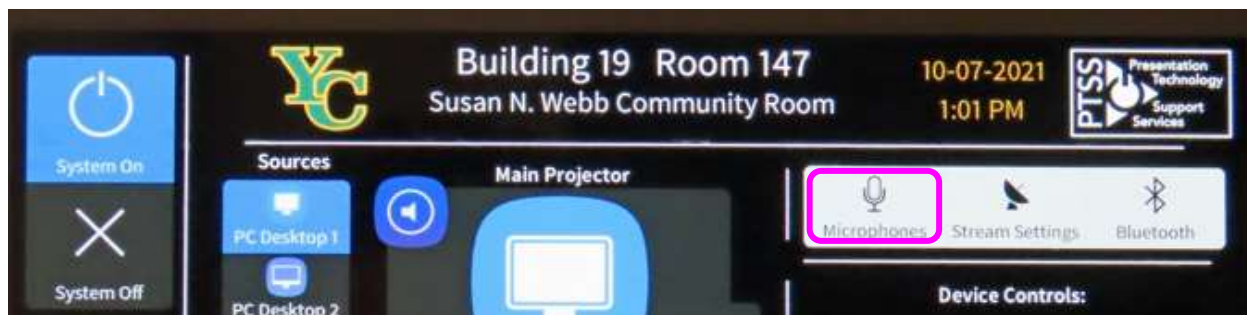 System On
System Off
YC
Building 19 Room 147
Susan N. Webb Community Room
10-07-2021
1:01 PM
PTSS
Presentation
Technology
Support
Services
Sources
PC Desktop 1
PC Desktop 2
Main Projector
Microphones
Stream Settings
Bluetooth
Device Controls: